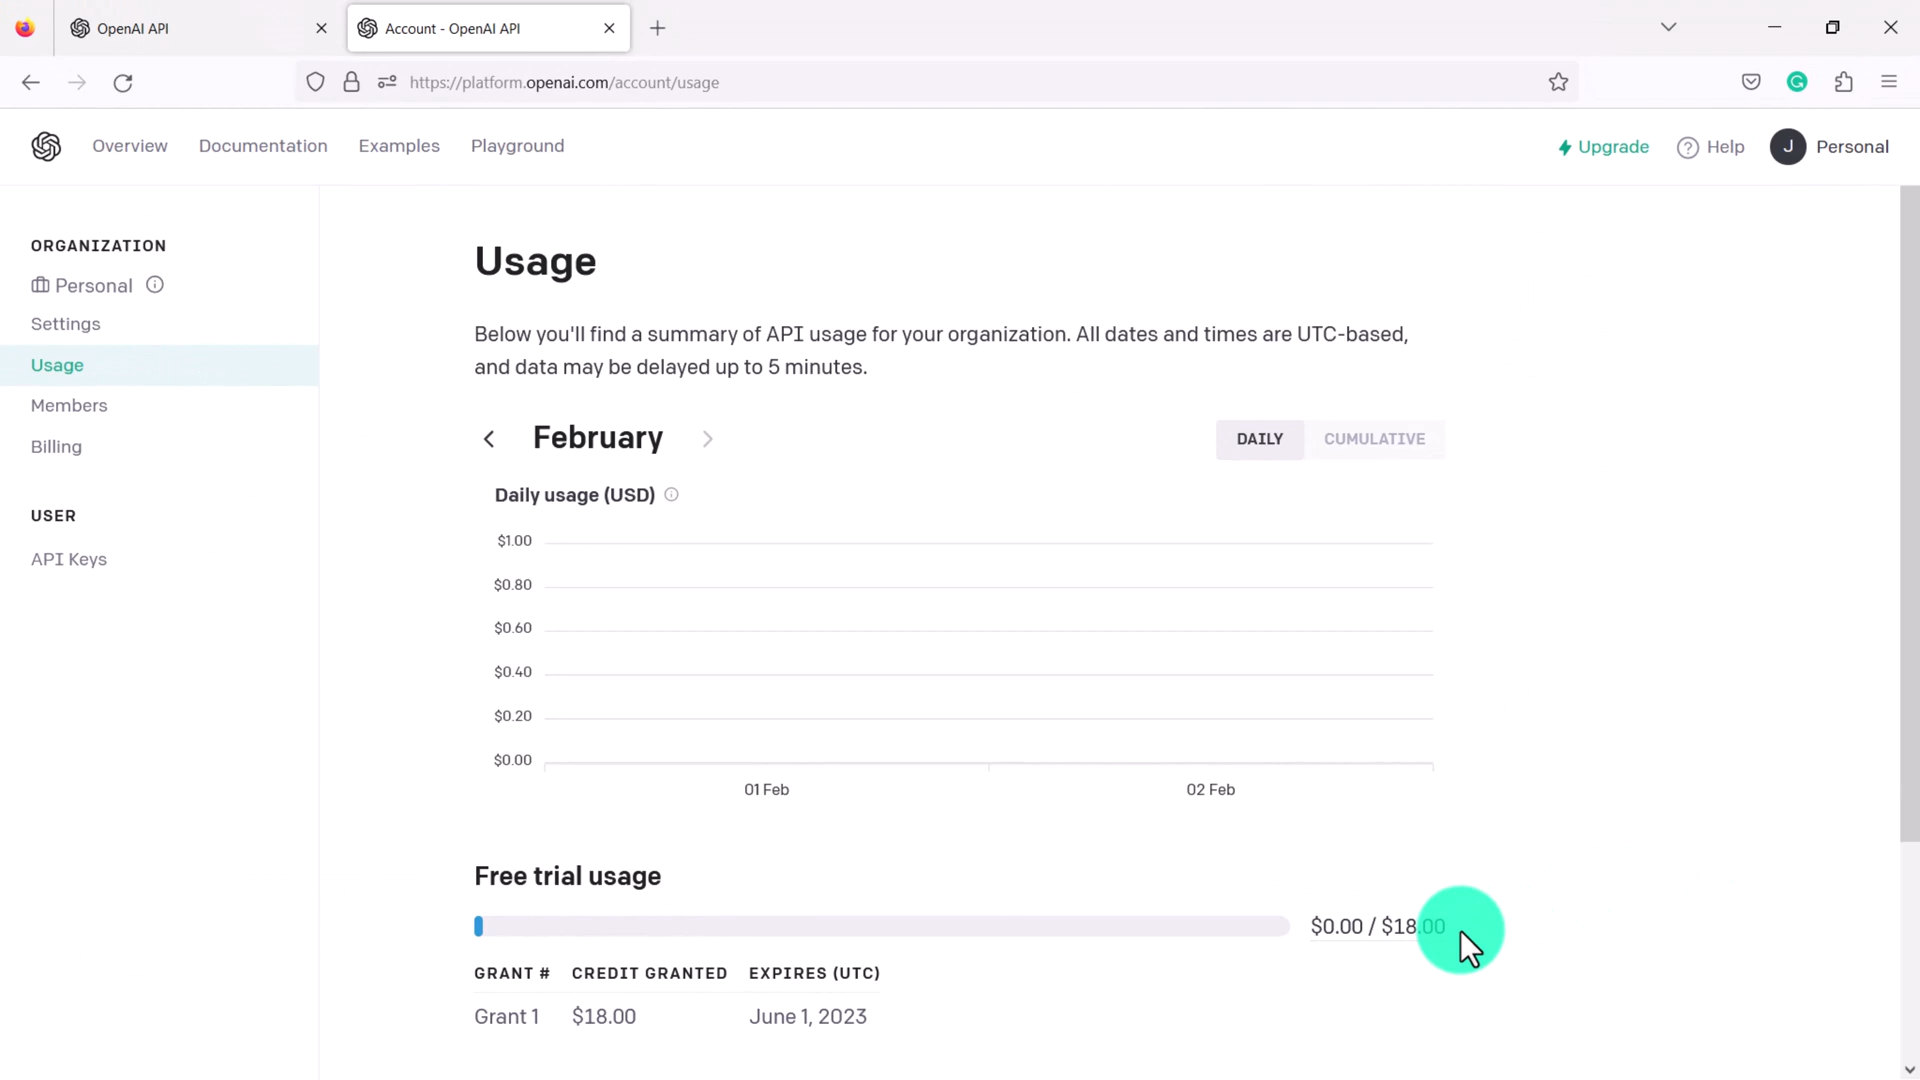 OpenAI API
Account - OpenAI API
https://platform.openai.com/account/usage
Overview
Documentation
Examples
Playground
Upgrade
Help
J
Personal
ORGANIZATION
Personal
Settings
Usage
Members
Billing
USER
API Keys
Usage
Below you'll find a summary of API usage for your organization. All dates and times are UTC-based,
and data may be delayed up to 5 minutes.
February
DAILY
CUMULATIVE
Daily usage (USD)
$1.00
$0.80
$0.60
$0.40
$0.20
$0.00
01 Feb
02 Feb
Free trial usage
$0.00 / $18.00
GRANT # CREDIT GRANTED EXPIRES (UTC)
Grant 1 $18.00 June 1, 2023